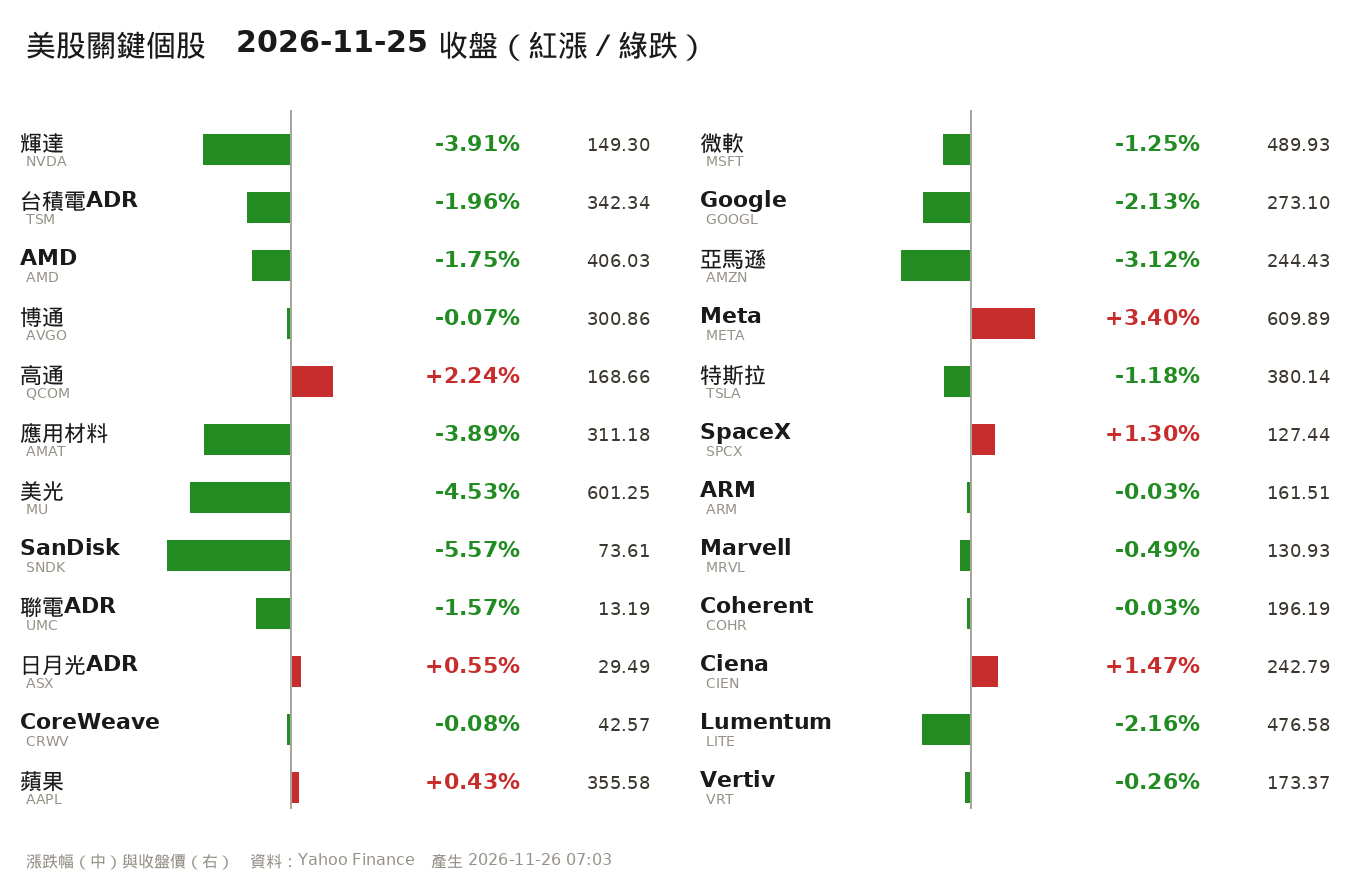 美股關鍵個股 2026-11-25 收盤（紅漲 / 綠跌）
輝達 -3.91% 149.30
NVDA
台積電ADR -1.96% 342.34
TSM
AMD -1.75% 406.03
AMD
博通 -0.07% 300.86
AVGO
高通 +2.24% 168.66
QCOM
應用材料 -3.89% 311.18
AMAT
美光 -4.53% 601.25
MU
SanDisk -5.57% 73.61
SNDK
聯電ADR -1.57% 13.19
UMC
日月光ADR +0.55% 29.49
ASX
CoreWeave -0.08% 42.57
CRWV
蘋果 +0.43% 355.58
AAPL
微軟 -1.25% 489.93
MSFT
Google -2.13% 273.10
GOOGL
亞馬遜 -3.12% 244.43
AMZN
Meta +3.40% 609.89
META
特斯拉 -1.18% 380.14
TSLA
SpaceX +1.30% 127.44
SPCX
ARM -0.03% 161.51
ARM
Marvell -0.49% 130.93
MRVL
Coherent -0.03% 196.19
COHR
Ciena +1.47% 242.79
CIEN
Lumentum -2.16% 476.58
LITE
Vertiv -0.26% 173.37
VRT
漲跌幅（中）與收盤價（右） 資料：Yahoo Finance 產生 2026-11-26 07:03